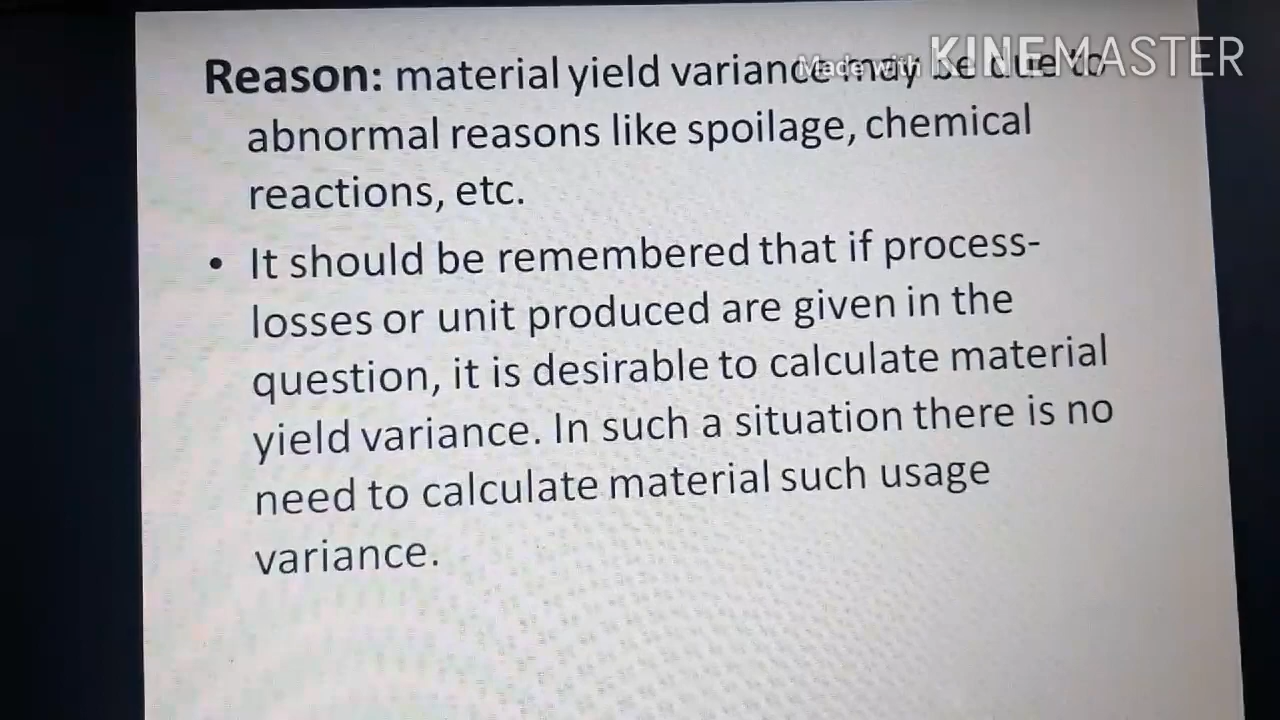 Reason: material yield variance may be due to
abnormal reasons like spoilage, chemical
reactions, etc.
• It should be remembered that if process-
losses or unit produced are given in the
question, it is desirable to calculate material
yield variance. In such a situation there is no
need to calculate material such usage
variance.
Made with KINEMASTER